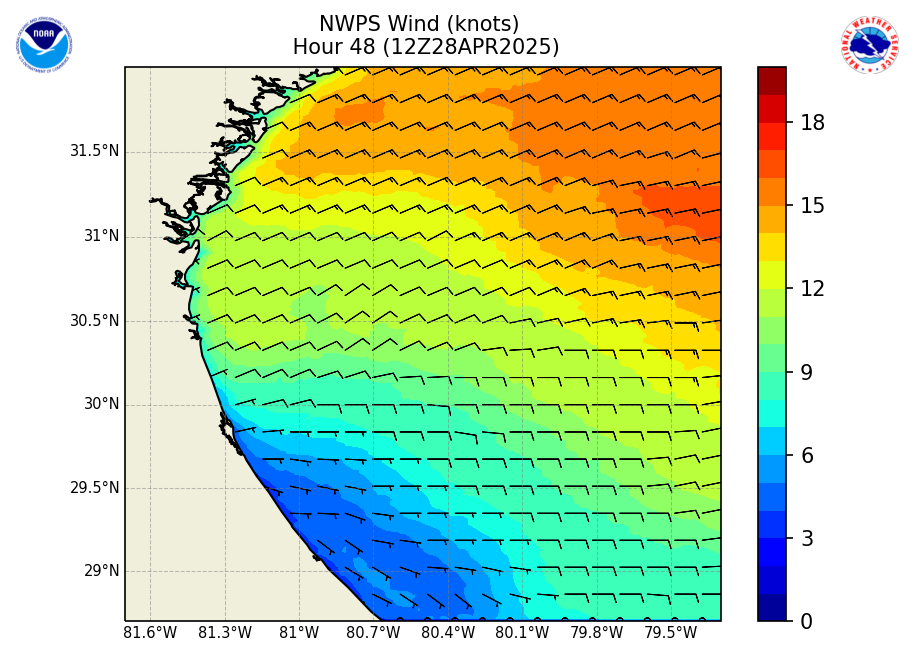 NWPS Wind (knots)
Hour 48 (12Z28APR2025)
NOAA
NATIONAL WEATHER SERVICE
31.5°N
31°N
30.5°N
30°N
29.5°N
29°N
81.6°W 81.3°W 81°W 80.7°W 80.4°W 80.1°W 79.8°W 79.5°W
18
15
12
9
6
3
0